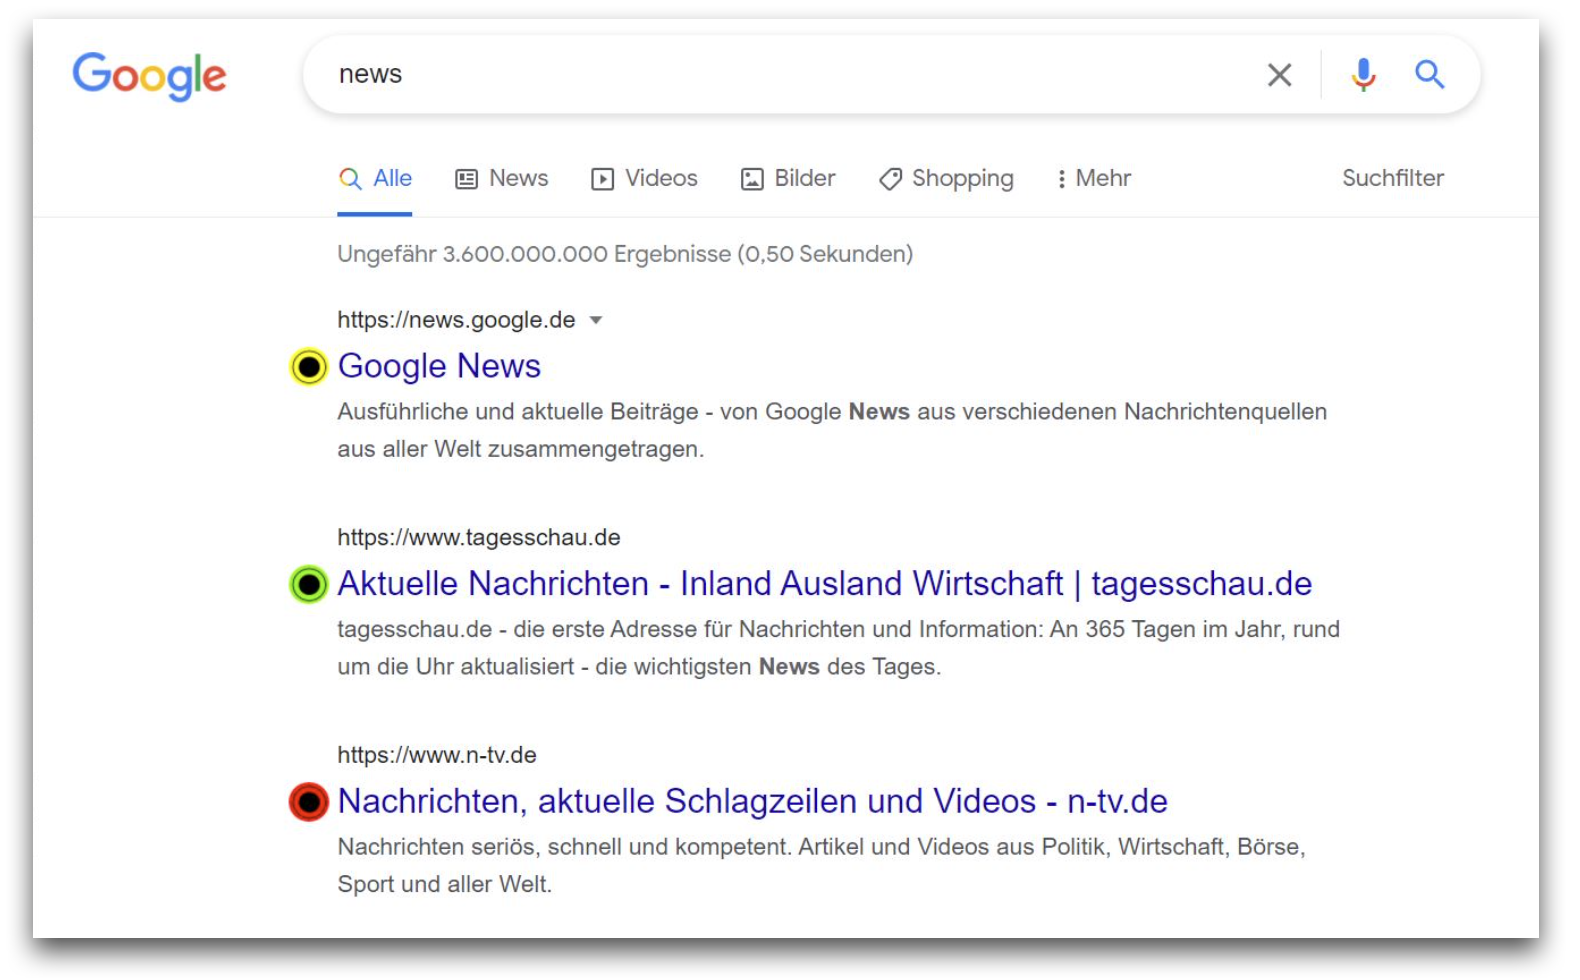 Google
news
Alle News Videos Bilder Shopping Mehr Suchfilter
Ungefähr 3.600.000.000 Ergebnisse (0,50 Sekunden)
https://news.google.de
Google News
Ausführliche und aktuelle Beiträge - von Google News aus verschiedenen Nachrichtenquellen
aus aller Welt zusammengetragen.
https://www.tagesschau.de
Aktuelle Nachrichten - Inland Ausland Wirtschaft | tagesschau.de
tagesschau.de - die erste Adresse für Nachrichten und Information: An 365 Tagen im Jahr, rund
um die Uhr aktualisiert - die wichtigsten News des Tages.
https://www.n-tv.de
Nachrichten, aktuelle Schlagzeilen und Videos - n-tv.de
Nachrichten seriös, schnell und kompetent. Artikel und Videos aus Politik, Wirtschaft, Börse,
Sport und aller Welt.